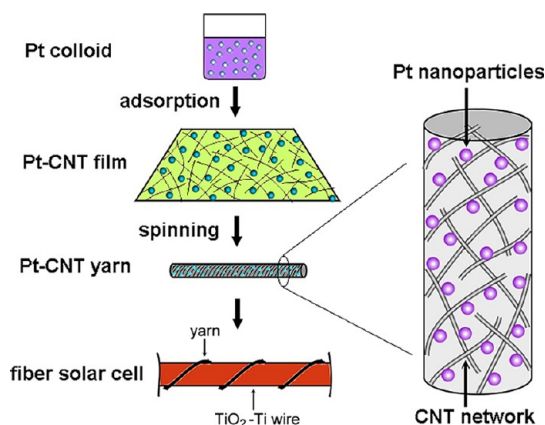 Pt colloid
adsorption
Pt-CNT film
spinning
Pt-CNT yarn
yarn
fiber solar cell
TiO₂-Ti wire
Pt nanoparticles
CNT network